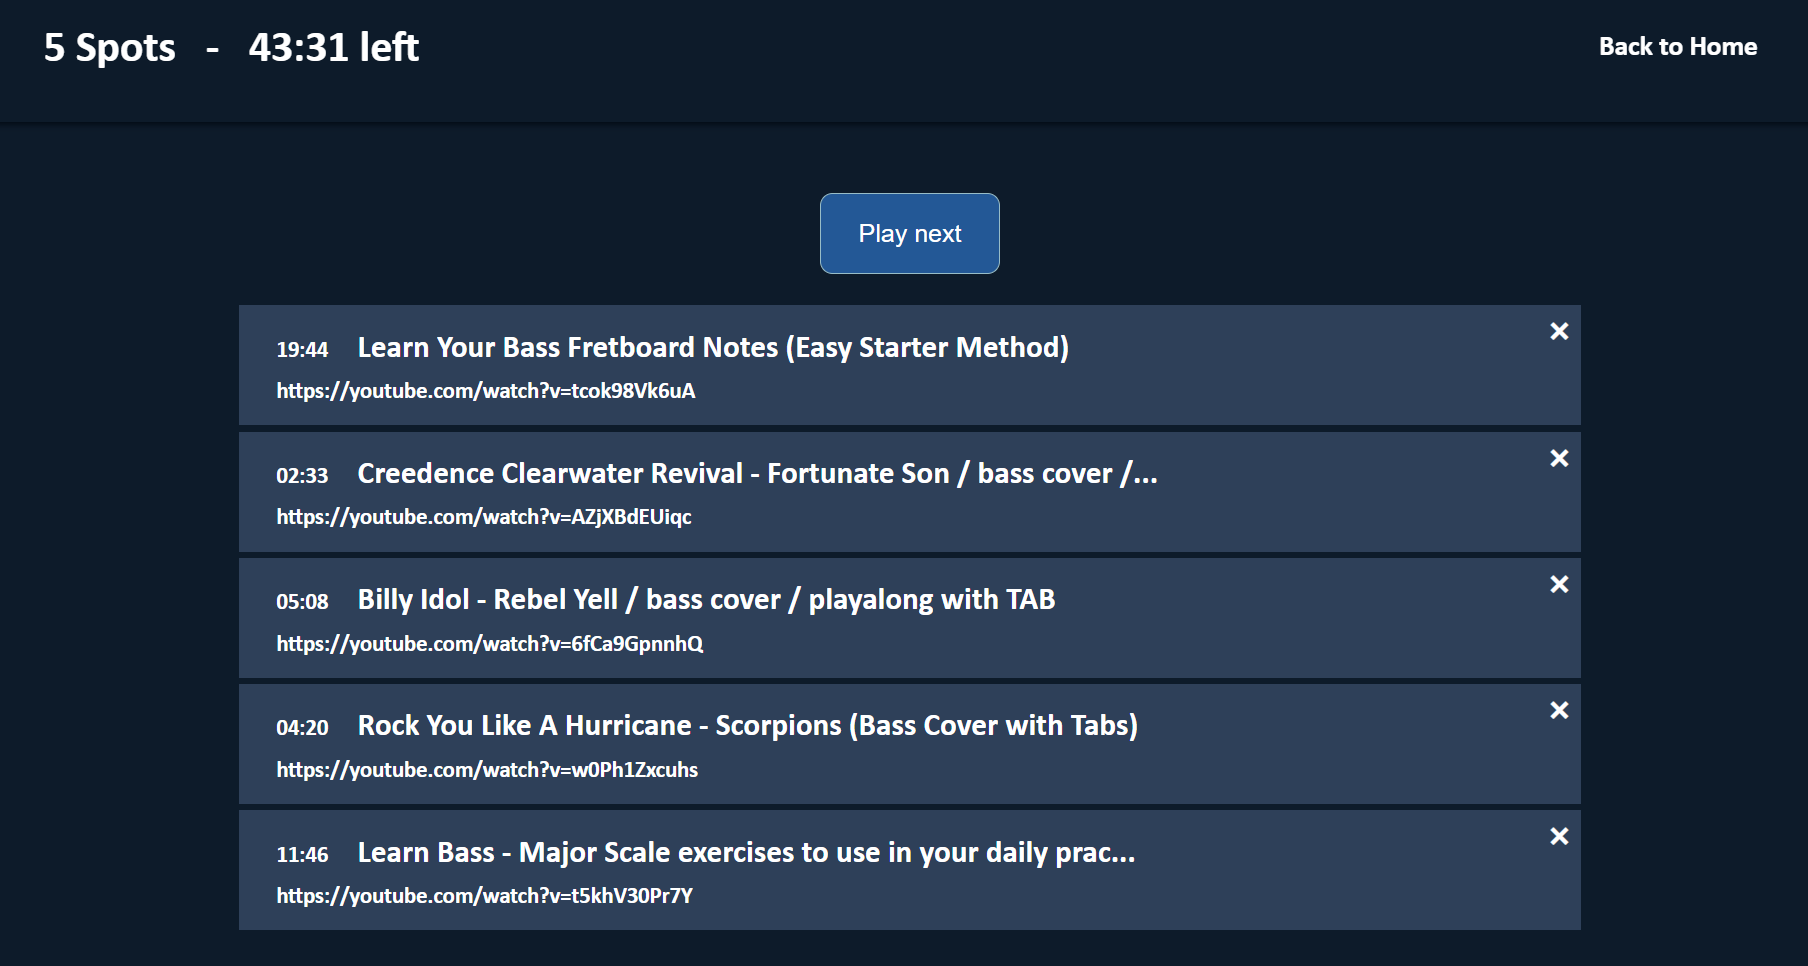 5 Spots - 43:31 left
Back to Home
Play next
19:44 Learn Your Bass Fretboard Notes (Easy Starter Method)
https://youtube.com/watch?v=tcok98Vk6uA
02:33 Creedence Clearwater Revival - Fortunate Son / bass cover /...
https://youtube.com/watch?v=AZjXBdEUiqc
05:08 Billy Idol - Rebel Yell / bass cover / playalong with TAB
https://youtube.com/watch?v=6fCa9GpnnhQ
04:20 Rock You Like A Hurricane - Scorpions (Bass Cover with Tabs)
https://youtube.com/watch?v=w0Ph1Zxcuhs
11:46 Learn Bass - Major Scale exercises to use in your daily prac...
https://youtube.com/watch?v=t5khV30Pr7Y